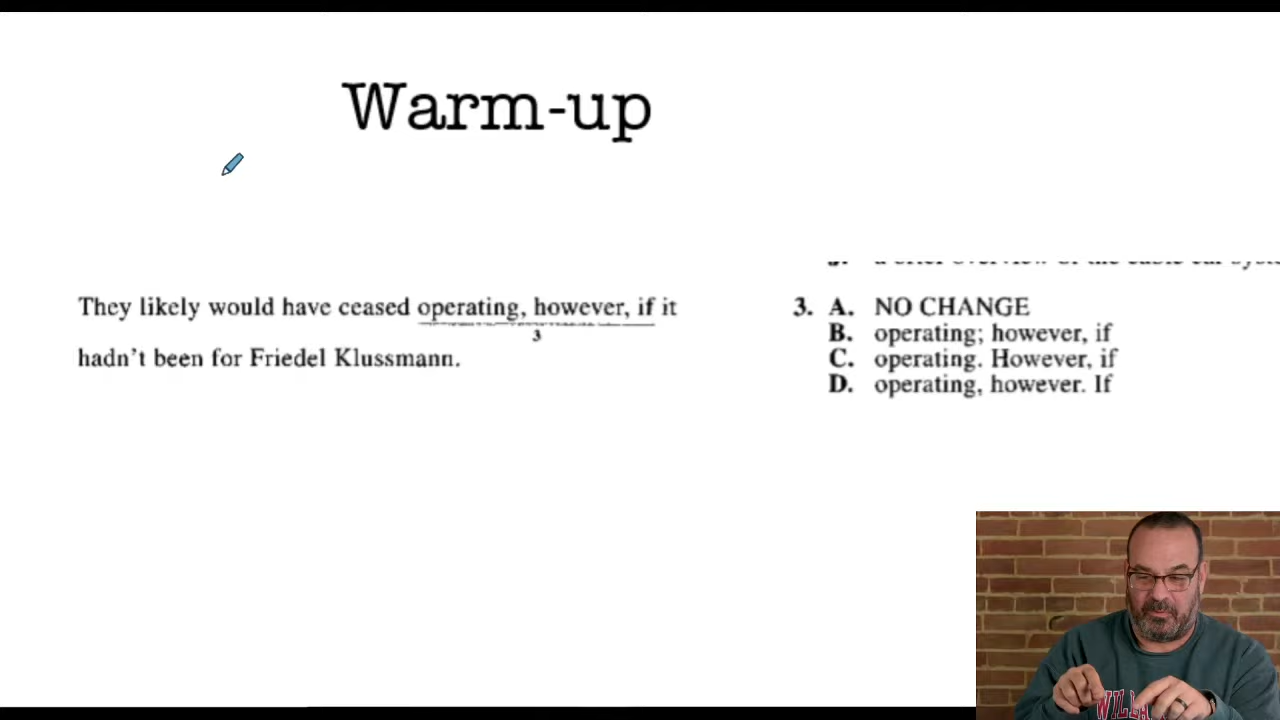 Warm-up
They likely would have ceased operating, however, if it
3
hadn't been for Friedel Klussmann.
3. A. NO CHANGE
B. operating; however, if
C. operating. However, if
D. operating, however. If